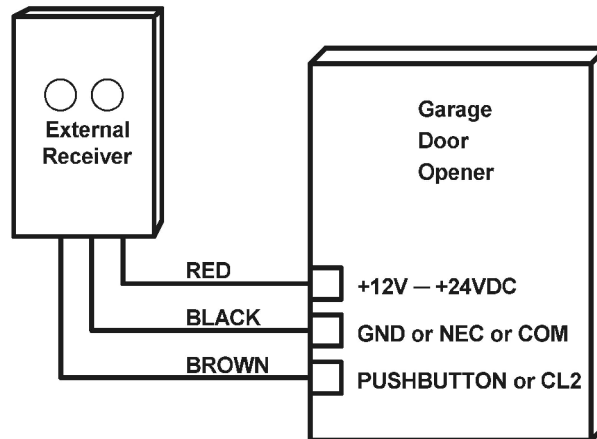 External
Receiver
Garage
Door
Opener
RED
+12V — +24VDC
BLACK
GND or NEC or COM
BROWN
PUSHBUTTON or CL2